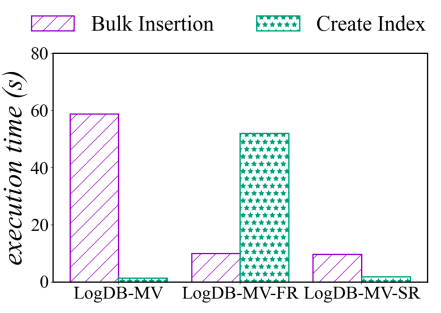 Bulk Insertion Create Index
execution time (s)
80
60
40
20
0
LogDB-MV LogDB-MV-FR LogDB-MV-SR